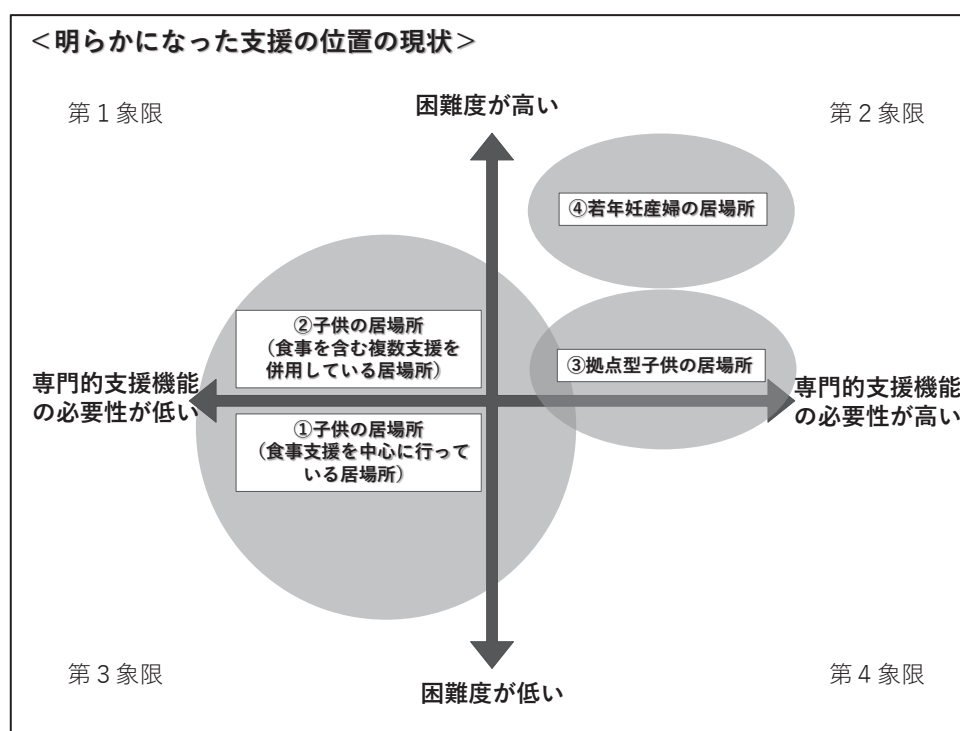 ＜明らかになった支援の位置の現状＞
第1象限
困難度が高い
第2象限
④若年妊産婦の居場所
②子供の居場所
（食事を含む複数支援を
併用している居場所）
③拠点型子供の居場所
専門的支援機能
の必要性が低い
専門的支援機能
の必要性が高い
①子供の居場所
（食事支援を中心に行って
いる居場所）
第3象限
困難度が低い
第4象限